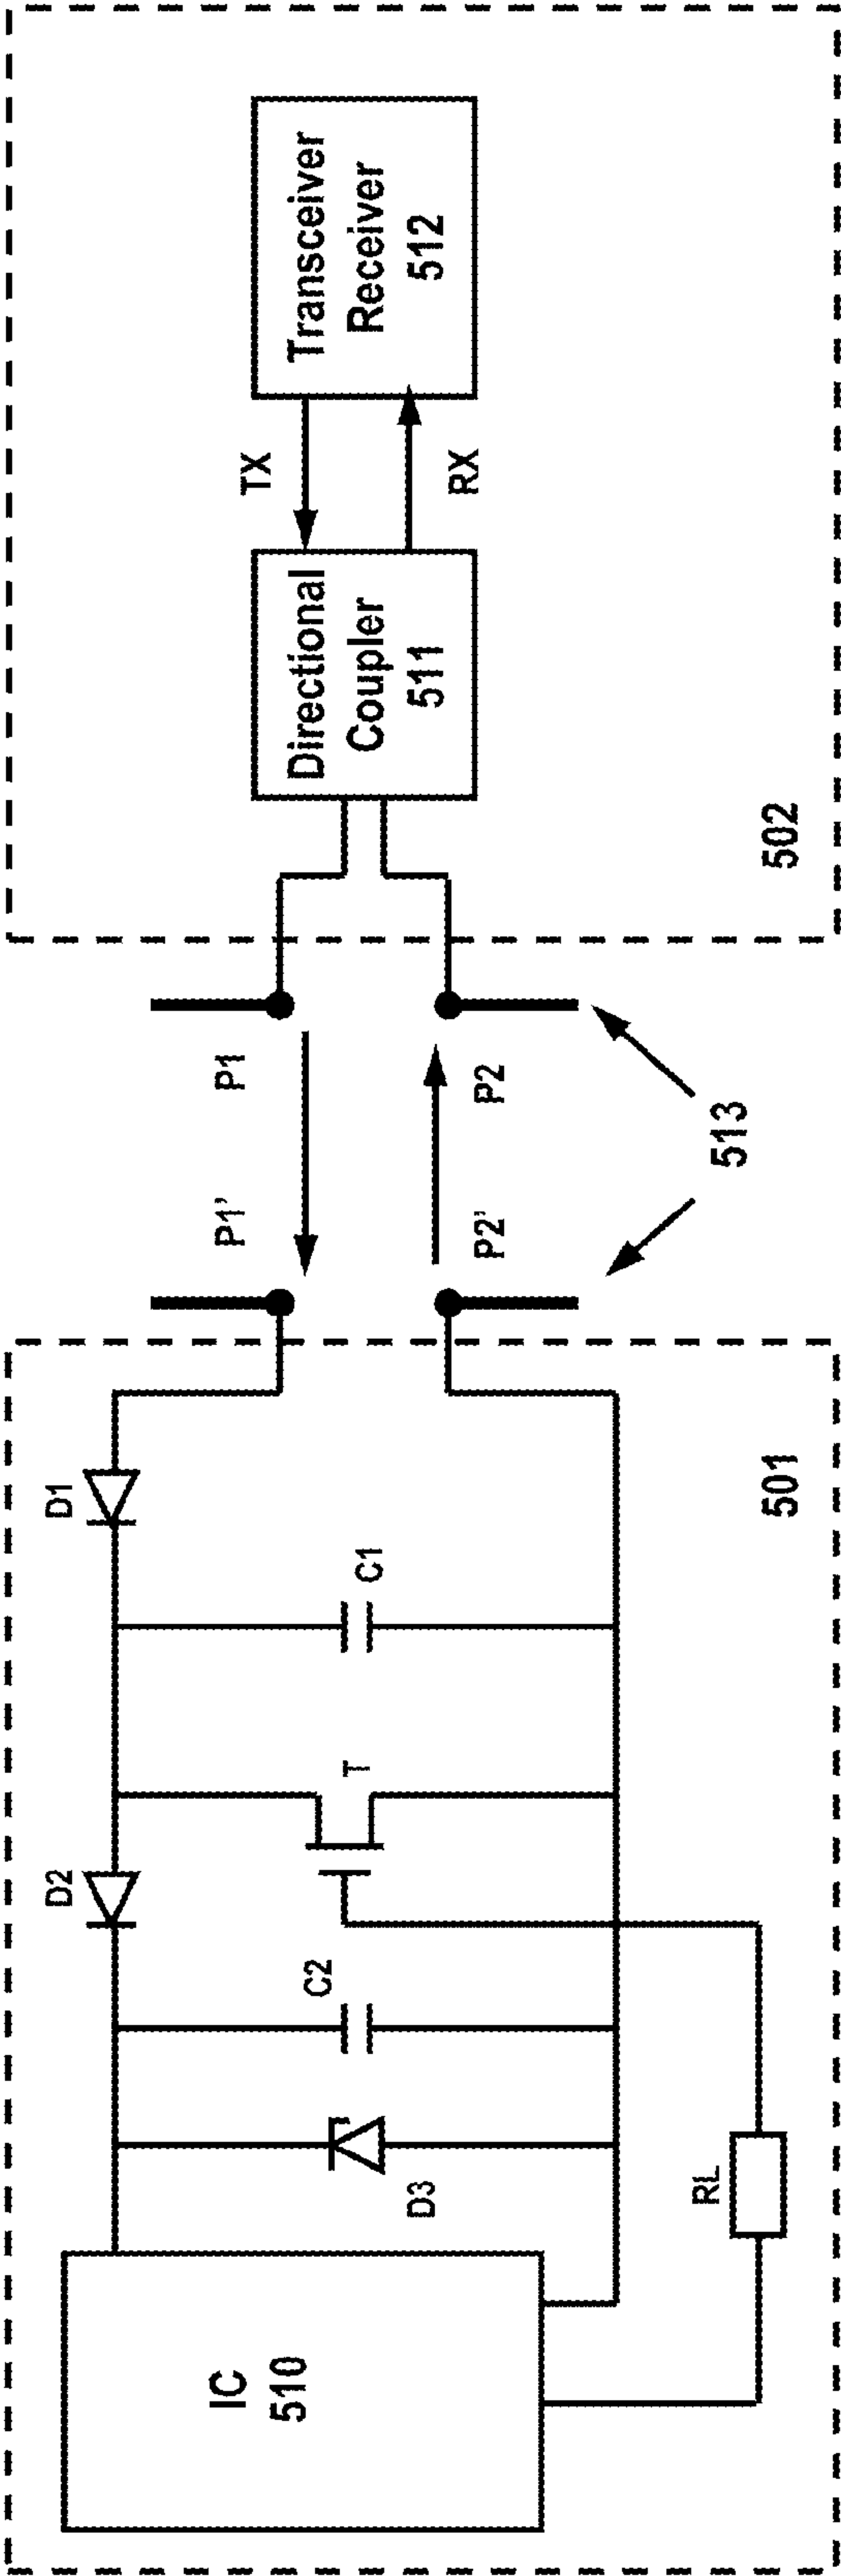 D2
D1
IC
510
C2
T
C1
D3
RL
501
P1'
P1
P2'
P2
513
Directional
Coupler
511
TX
RX
Transceiver
Receiver
512
502